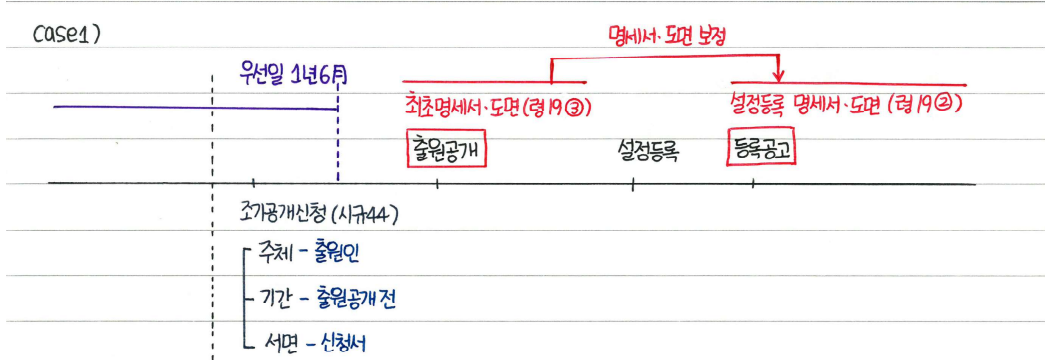 case1)
명세서·도면 보정
우선일 1년6月
최초명세서·도면(령19③)
설정등록 명세서·도면 (령19②)
출원공개
설정등록
등록공고
조기공개신청(시규44)
주체 - 출원인
기간 - 출원공개 전
서면 - 신청서